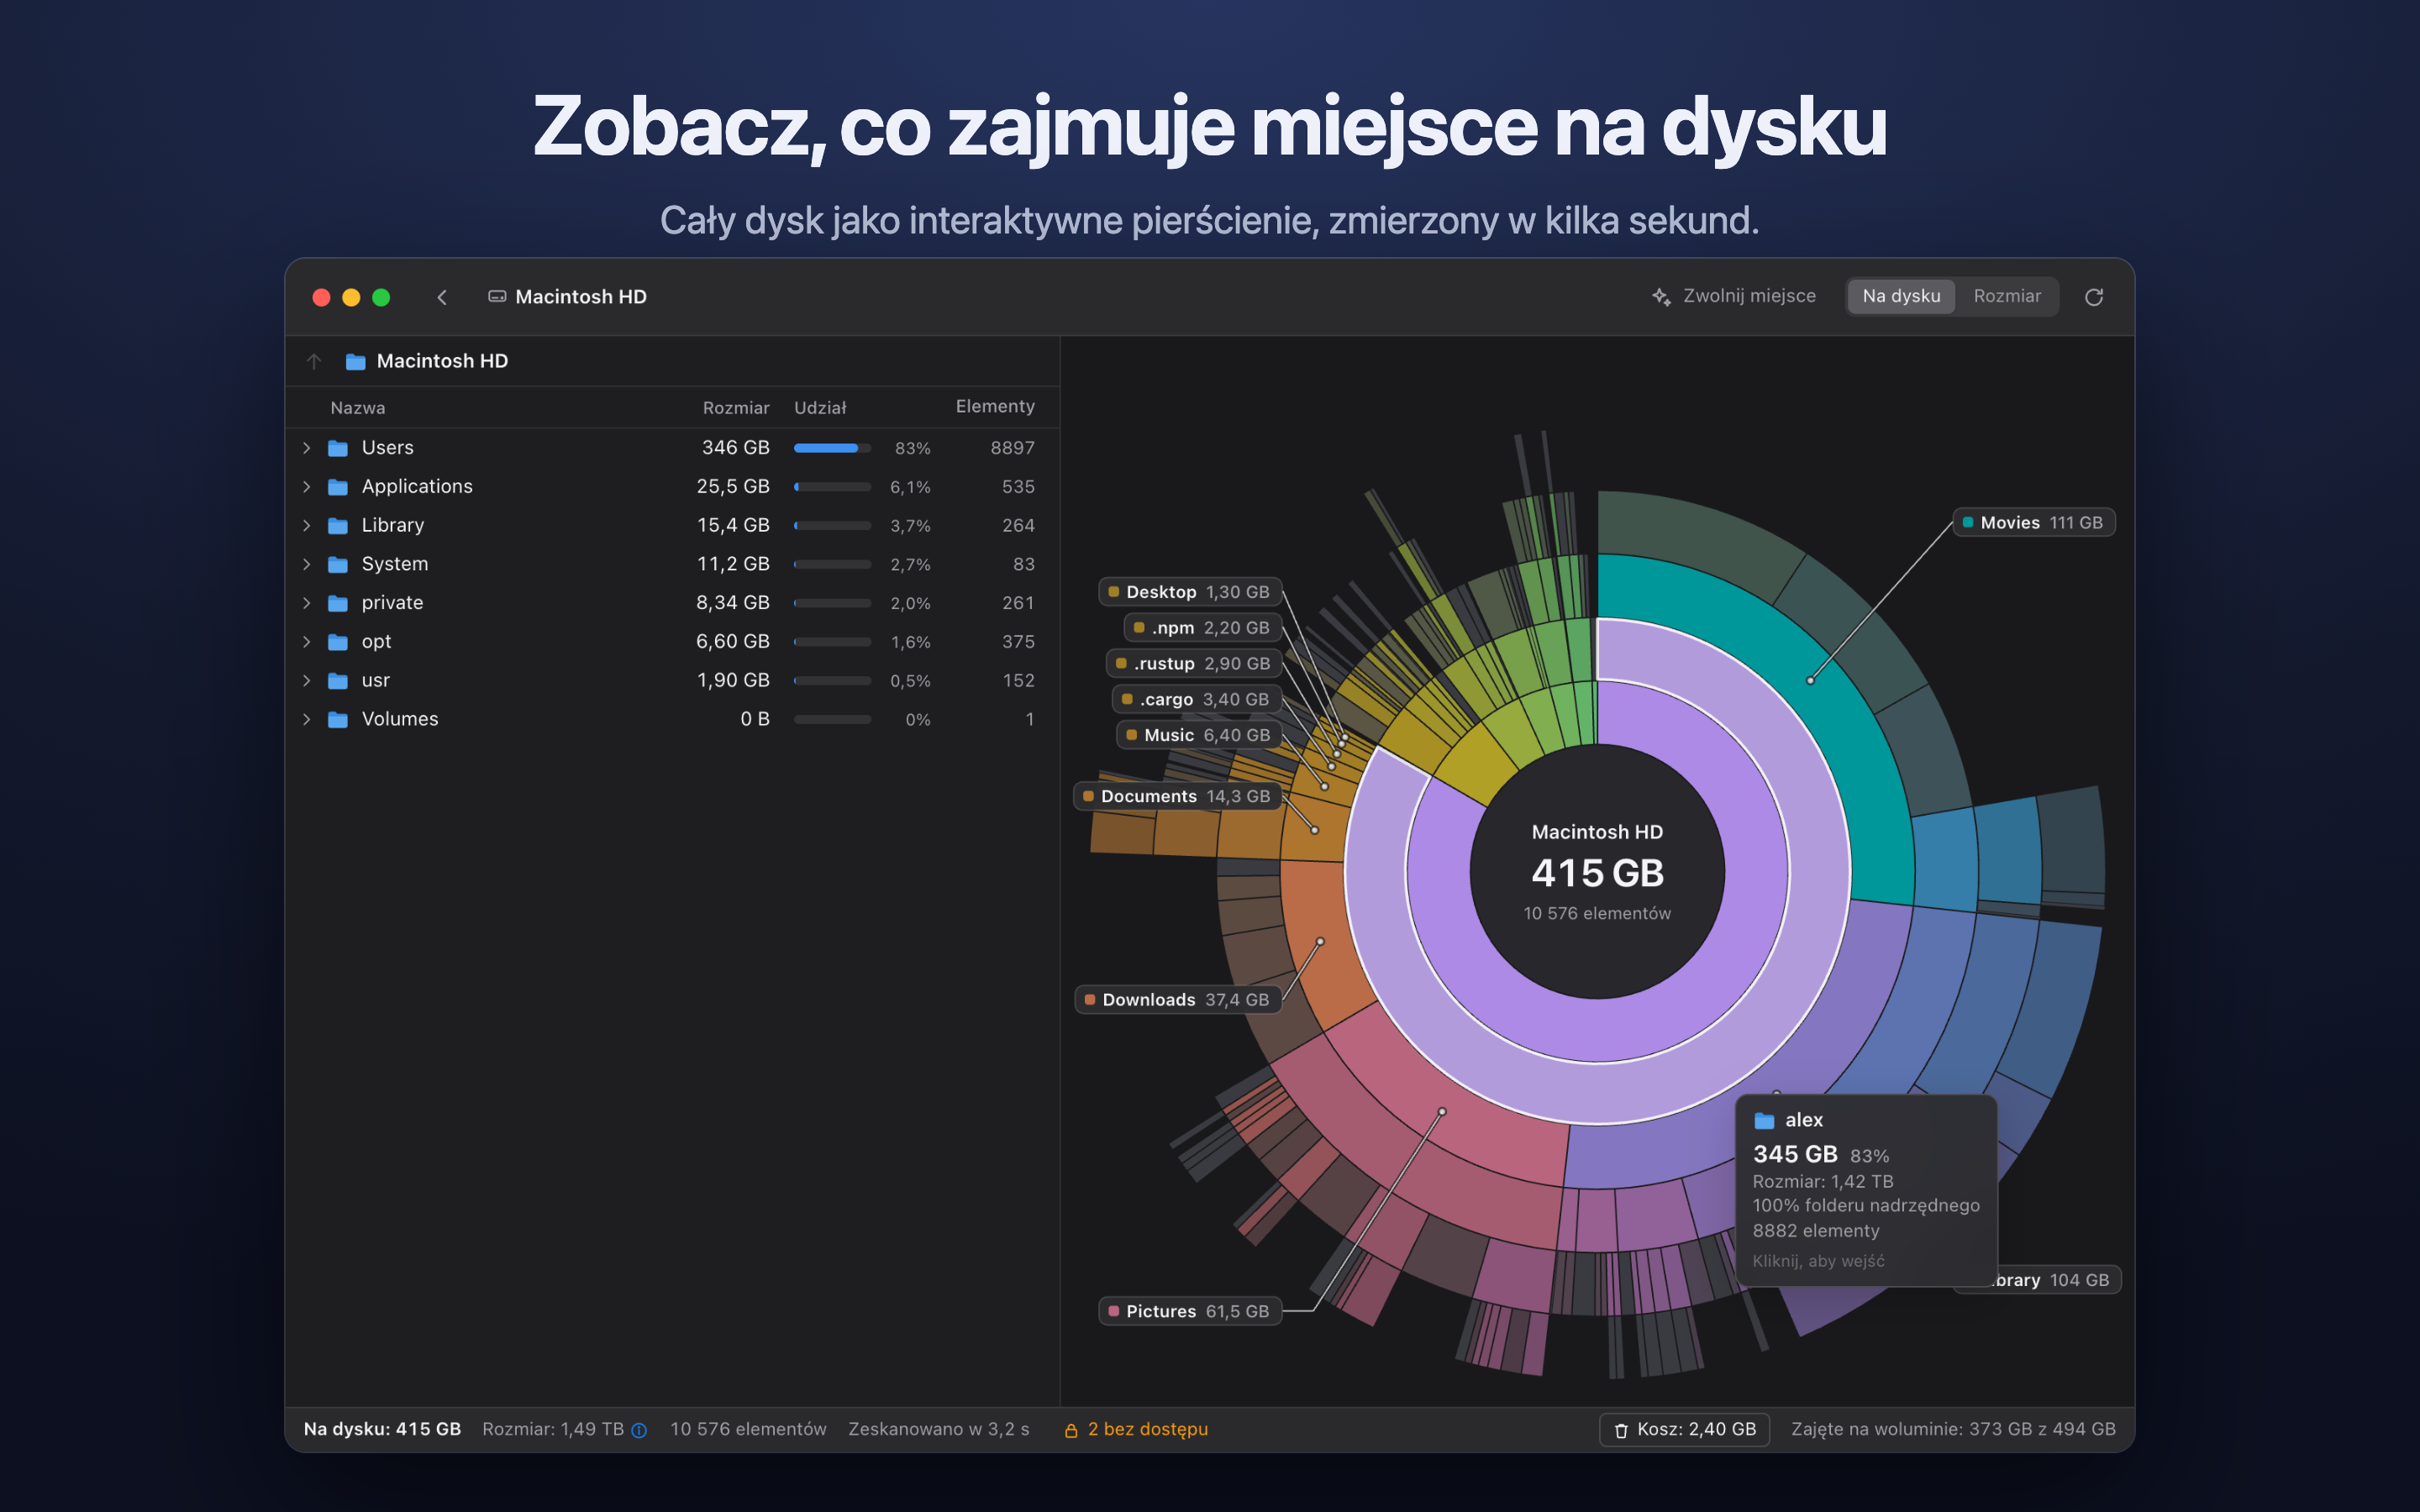 Zobacz, co zajmuje miejsce na dysku
Cały dysk jako interaktywne pierścienie, zmierzony w kilka sekund.
Macintosh HD
Zwolnij miejsce
Na dysku
Rozmiar
Macintosh HD
Nazwa Rozmiar Udział Elementy
Users 346 GB 83% 8897
Applications 25,5 GB 6,1% 535
Library 15,4 GB 3,7% 264
System 11,2 GB 2,7% 83
private 8,34 GB 2,0% 261
opt 6,60 GB 1,6% 375
usr 1,90 GB 0,5% 152
Volumes 0 B 0% 1
Movies 111 GB
Desktop 1,30 GB
.npm 2,20 GB
.rustup 2,90 GB
.cargo 3,40 GB
Music 6,40 GB
Documents 14,3 GB
Downloads 37,4 GB
Pictures 61,5 GB
Macintosh HD
415 GB
10 576 elementów
alex
345 GB 83%
Rozmiar: 1,42 TB
100% folderu nadrzędnego
8882 elementy
Kliknij, aby wejść
104 GB
Na dysku: 415 GB Rozmiar: 1,49 TB 10 576 elementów Zeskanowano w 3,2 s 2 bez dostępu Kosz: 2,40 GB Zajęte na woluminie: 373 GB z 494 GB